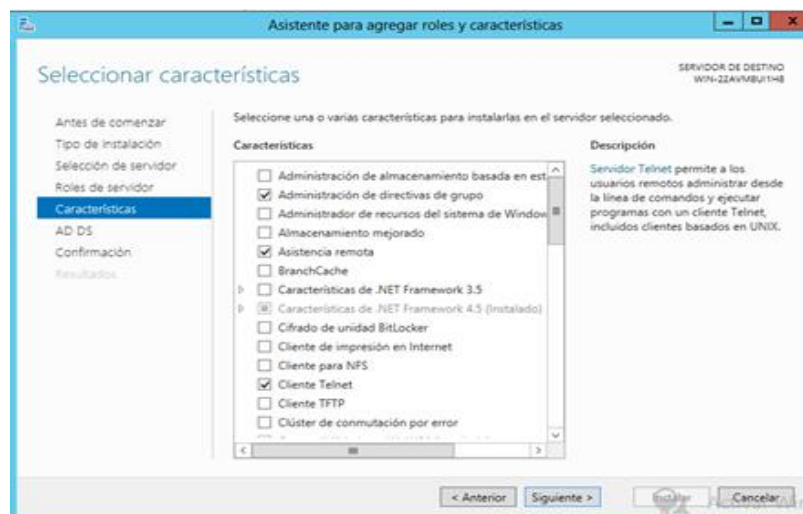 Asistente para agregar roles y características
Seleccionar características
SERVIDOR DE DESTINO
WIN-22AVMBUI1H8
Antes de comenzar
Tipo de instalación
Selección de servidor
Roles de servidor
Características
AD DS
Confirmación
Resultados
Seleccione una o varias características para instalarlas en el servidor seleccionado.
Características
Administración de almacenamiento basada en est
Administración de directivas de grupo
Administrador de recursos del sistema de Window
Almacenamiento mejorado
Asistencia remota
BranchCache
Características de .NET Framework 3.5
Características de .NET Framework 4.5 (Instalado)
Cifrado de unidad BitLocker
Cliente de impresión en Internet
Cliente para NFS
Cliente Telnet
Cliente TFTP
Clúster de conmutación por error
Descripción
Servidor Telnet permite a los
usuarios remotos administrar desde
la línea de comandos y ejecutar
programas con un cliente Telnet,
incluidos clientes basados en UNIX.
< Anterior
Siguiente >
Instalar
Cancelar